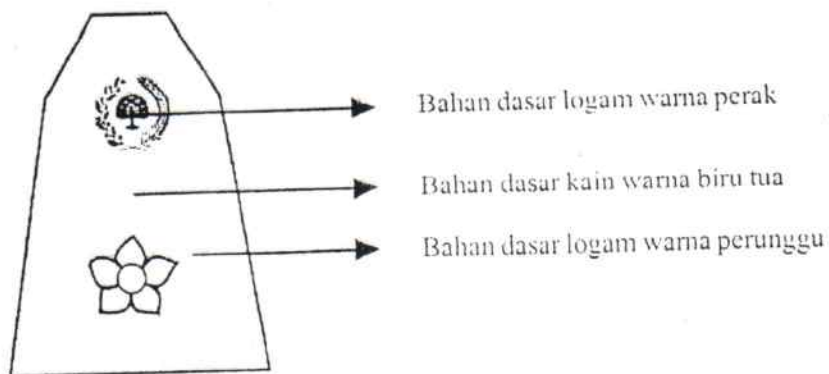 Bahan dasar logam warna perak
Bahan dasar kain warna biru tua
Bahan dasar logam warna perunggu